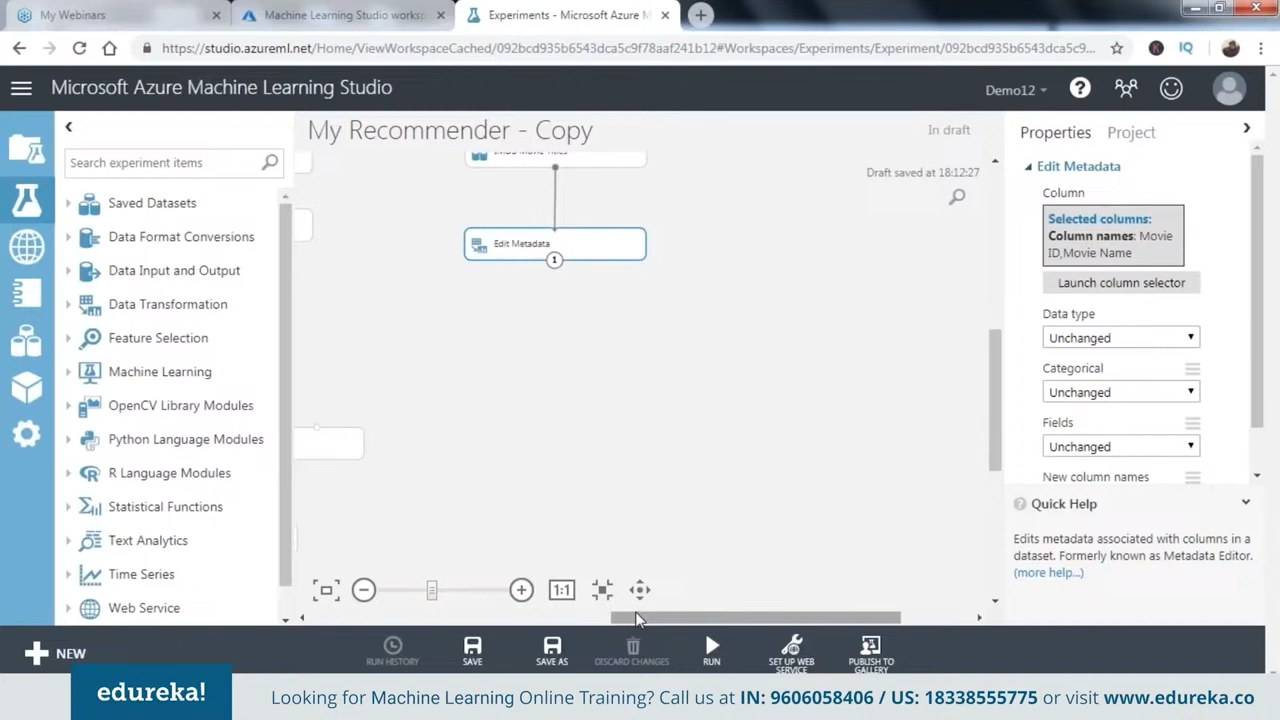 My Webinars
Machine Learning Studio worksp
Experiments - Microsoft Azure M
https://studio.azureml.net/Home/ViewWorkspaceCached/092bcd935b6543dca5c9f78aaf241b12#Workspaces/Experiments/Experiment/092bcd935b6543dca5c9...
IQ
Microsoft Azure Machine Learning Studio
Demo12
My Recommender - Copy
In draft
Draft saved at 18:12:27
Search experiment items
Saved Datasets
Data Format Conversions
Data Input and Output
Data Transformation
Feature Selection
Machine Learning
OpenCV Library Modules
Python Language Modules
R Language Modules
Statistical Functions
Text Analytics
Time Series
Web Service
IMDB Movie Titles
Edit Metadata
1
1:1
Properties
Project
Edit Metadata
Column
Selected columns:
Column names: Movie
ID,Movie Name
Launch column selector
Data type
Unchanged
Categorical
Unchanged
Fields
Unchanged
New column names
Quick Help
Edits metadata associated with columns in a
dataset. Formerly known as Metadata Editor.
(more help...)
NEW
RUN HISTORY
SAVE
SAVE AS
DISCARD CHANGES
RUN
SET UP WEB
SERVICE
PUBLISH TO
GALLERY
edureka!
Looking for Machine Learning Online Training? Call us at IN: 9606058406 / US: 18338555775 or visit www.edureka.co